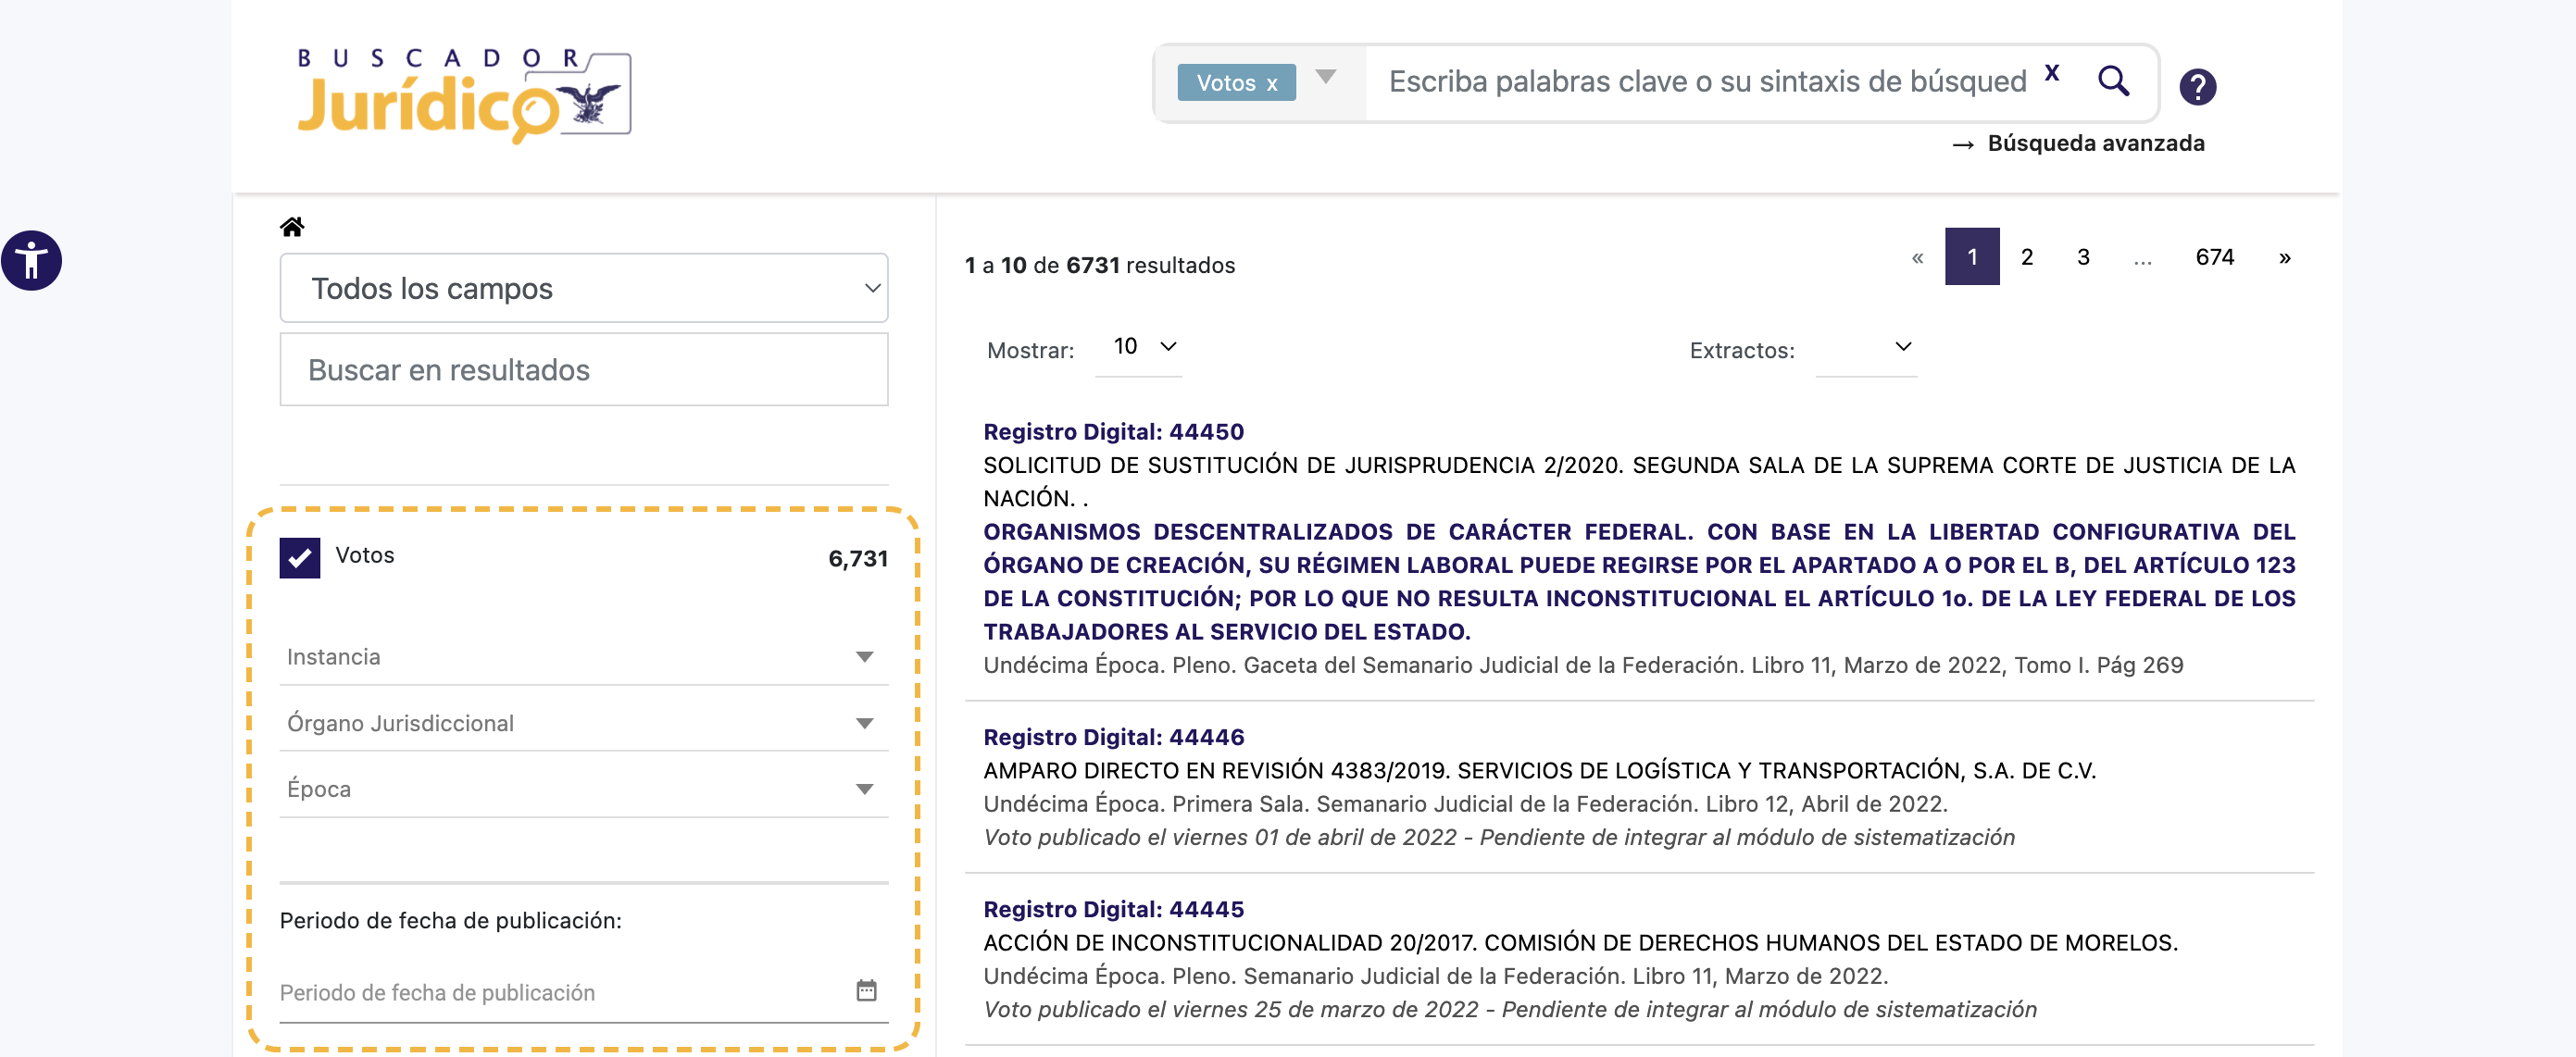 BUSCADOR
Jurídico
Votos x
Escriba palabras clave o su sintaxis de búsqued
x
?
→ Búsqueda avanzada
Todos los campos
Buscar en resultados
Votos 6,731
Instancia
Órgano Jurisdiccional
Época
Periodo de fecha de publicación:
Periodo de fecha de publicación
1 a 10 de 6731 resultados
« 1 2 3 ... 674 »
Mostrar: 10
Extractos:
Registro Digital: 44450
SOLICITUD DE SUSTITUCIÓN DE JURISPRUDENCIA 2/2020. SEGUNDA SALA DE LA SUPREMA CORTE DE JUSTICIA DE LA
NACIÓN. .
ORGANISMOS DESCENTRALIZADOS DE CARÁCTER FEDERAL. CON BASE EN LA LIBERTAD CONFIGURATIVA DEL
ÓRGANO DE CREACIÓN, SU RÉGIMEN LABORAL PUEDE REGIRSE POR EL APARTADO A O POR EL B, DEL ARTÍCULO 123
DE LA CONSTITUCIÓN; POR LO QUE NO RESULTA INCONSTITUCIONAL EL ARTÍCULO 1o. DE LA LEY FEDERAL DE LOS
TRABAJADORES AL SERVICIO DEL ESTADO.
Undécima Época. Pleno. Gaceta del Semanario Judicial de la Federación. Libro 11, Marzo de 2022, Tomo I. Pág 269
Registro Digital: 44446
AMPARO DIRECTO EN REVISIÓN 4383/2019. SERVICIOS DE LOGÍSTICA Y TRANSPORTACIÓN, S.A. DE C.V.
Undécima Época. Primera Sala. Semanario Judicial de la Federación. Libro 12, Abril de 2022.
Voto publicado el viernes 01 de abril de 2022 - Pendiente de integrar al módulo de sistematización
Registro Digital: 44445
ACCIÓN DE INCONSTITUCIONALIDAD 20/2017. COMISIÓN DE DERECHOS HUMANOS DEL ESTADO DE MORELOS.
Undécima Época. Pleno. Semanario Judicial de la Federación. Libro 11, Marzo de 2022.
Voto publicado el viernes 25 de marzo de 2022 - Pendiente de integrar al módulo de sistematización